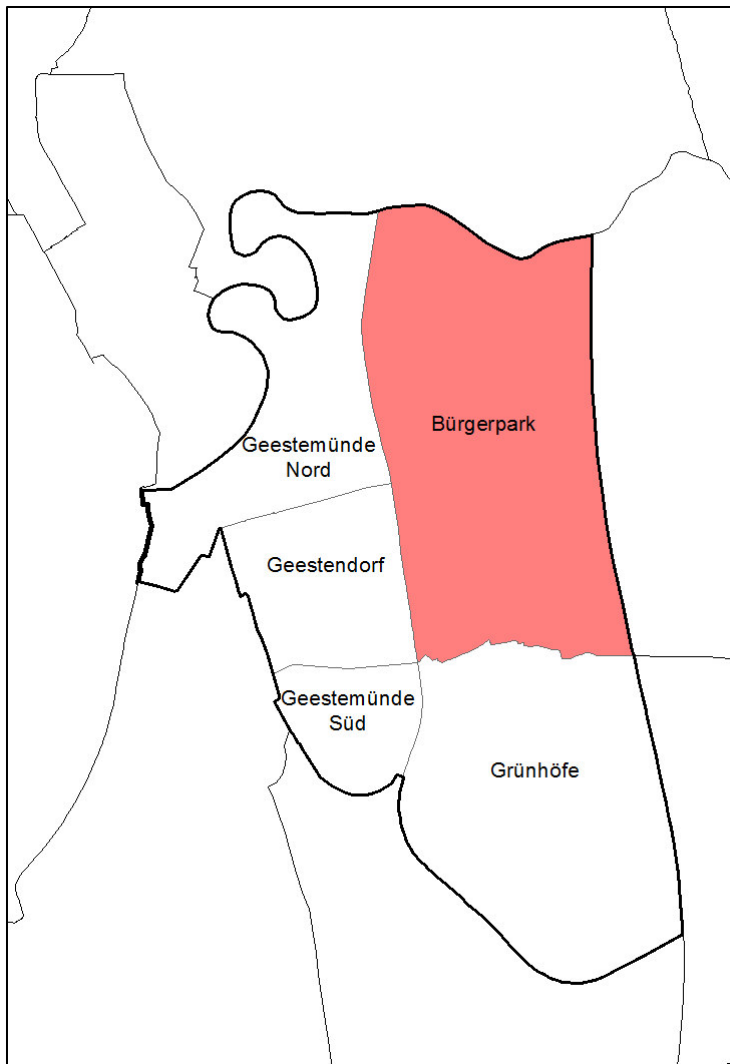 Bürgerpark
Geestemünde
Nord
Geestendorf
Geestemünde
Süd
Grünhöfe